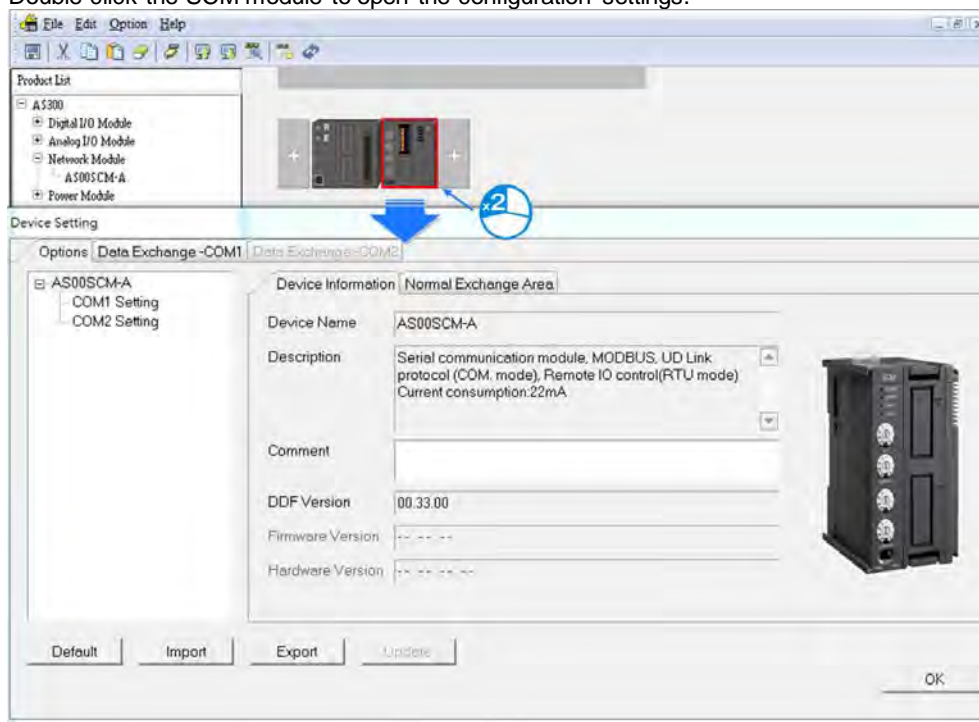 Double-click the SCM module to open the configuration settings.
File Edit Option Help
Product List
AS300
Digital I/O Module
Analog I/O Module
Network Module
AS00SCM-A
Power Module
x2
Device Setting
Options Data Exchange -COM1 Data Exchange -COM2
AS00SCM-A
COM1 Setting
COM2 Setting
Device Information Normal Exchange Area
Device Name AS00SCM-A
Description Serial communication module, MODBUS, UD Link
protocol (COM. mode), Remote IO control(RTU mode)
Current consumption:22mA
Comment
DDF Version 00.33.00
Firmware Version -- -- --
Hardware Version -- -- -- --
Default Import Export Update
OK